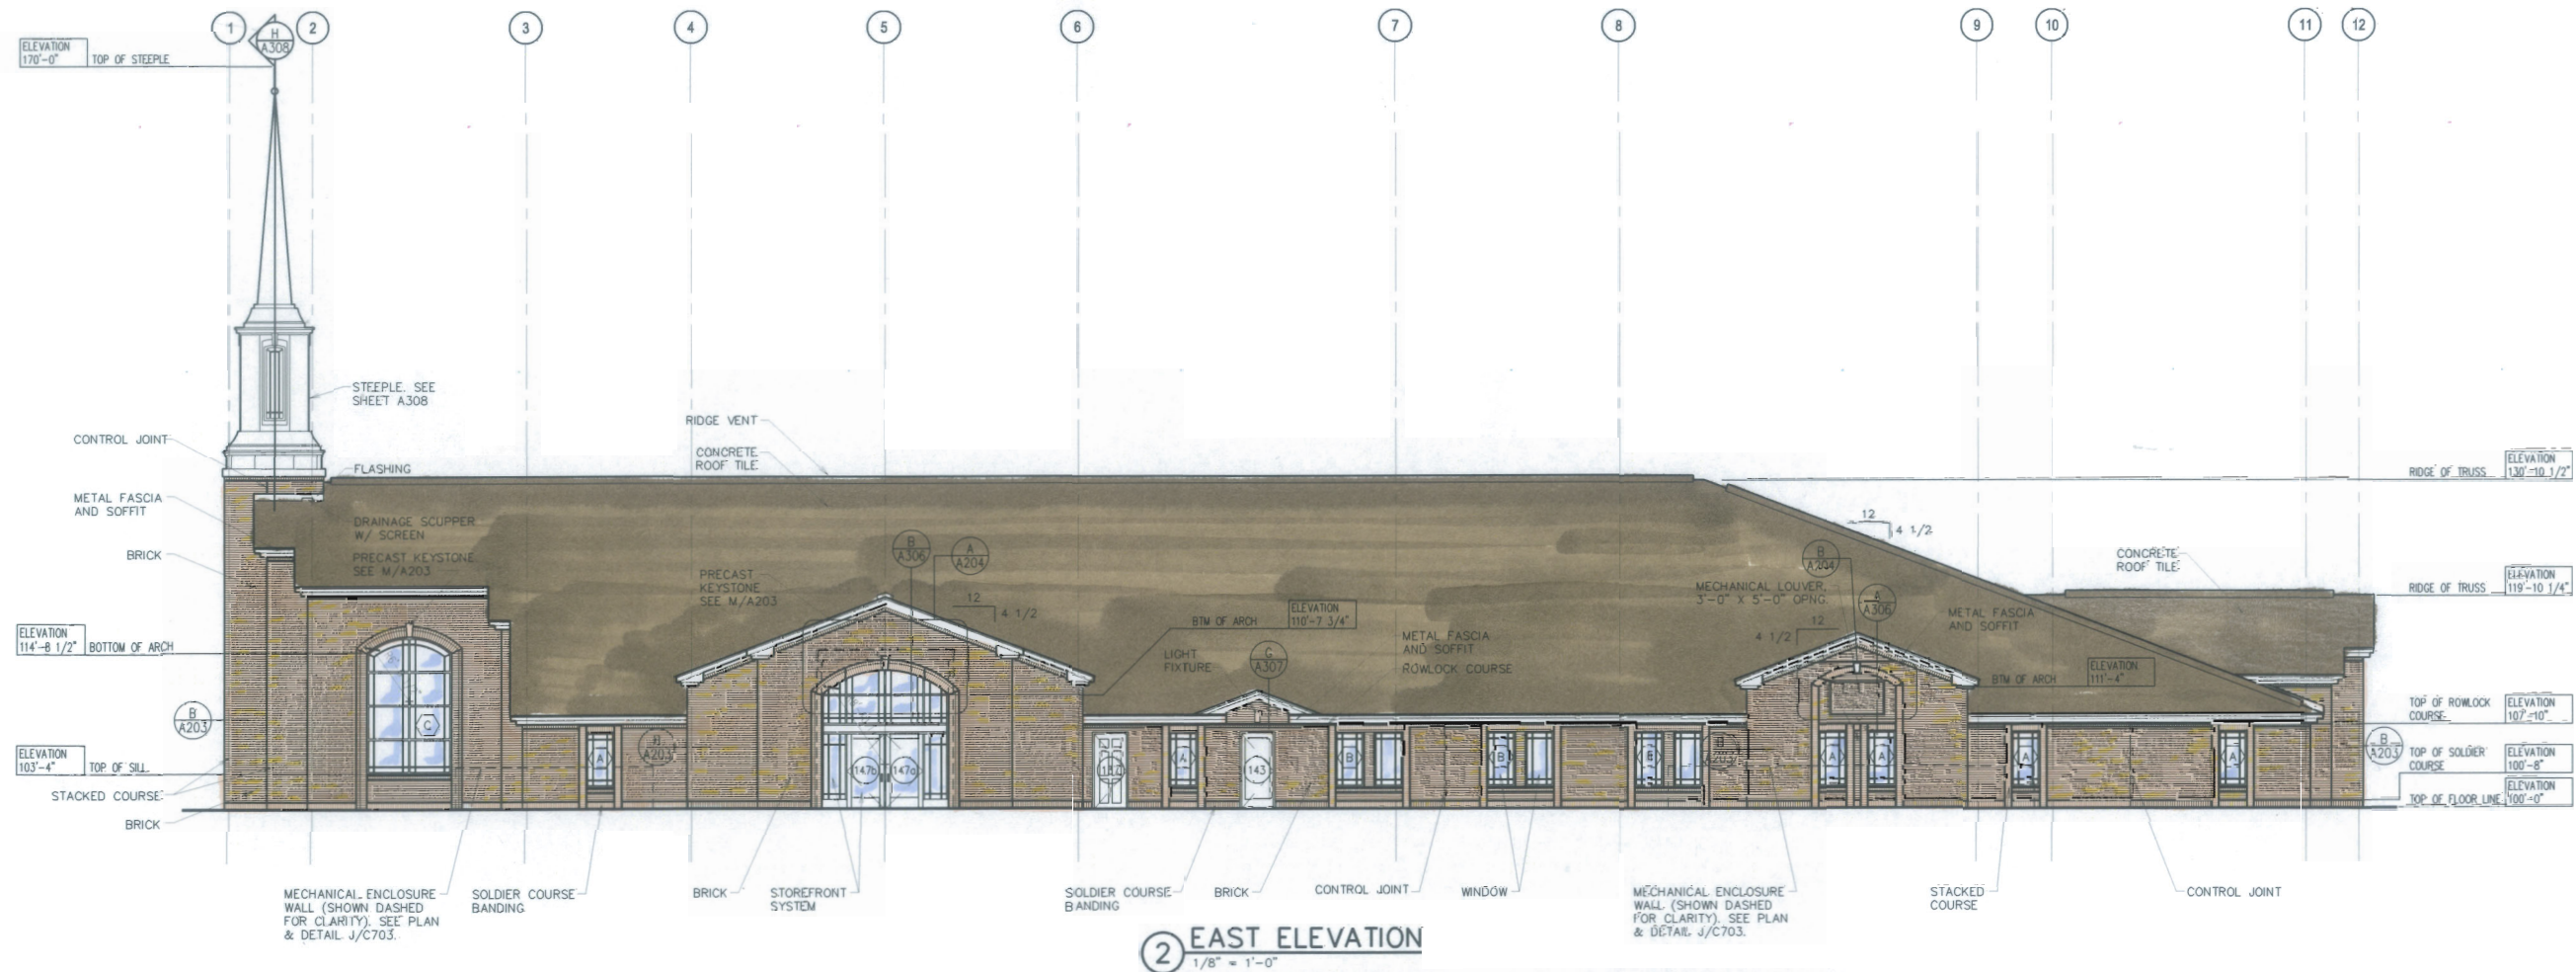 1
2
3
4
5
6
7
8
9
10
11
12
H
A308
ELEVATION
170'-0"
TOP OF STEEPLE
STEEPLE. SEE
SHEET A308
CONTROL JOINT
FLASHING
METAL FASCIA
AND SOFFIT
BRICK
DRAINAGE SCUPPER
W/ SCREEN
PRECAST KEYSTONE
SEE M/A203
ELEVATION
114'-8 1/2"
BOTTOM OF ARCH
B
A203
ELEVATION
103'-4"
TOP OF SILL
STACKED COURSE
BRICK
RIDGE VENT
CONCRETE
ROOF TILE
PRECAST
KEYSTONE
SEE M/A203
B
A306
A
A204
12
4 1/2
BTM OF ARCH
ELEVATION
110'-7 3/4"
LIGHT
FIXTURE
G
A307
METAL FASCIA
AND SOFFIT
ROWLOCK COURSE
B
A204
MECHANICAL LOUVER,
3'-0" X 5'-0" OPNG.
A
A306
12
4 1/2
METAL FASCIA
AND SOFFIT
12
4 1/2
CONCRETE
ROOF TILE
BTM OF ARCH
ELEVATION
111'-4"
RIDGE OF TRUSS
ELEVATION
130'-10 1/2"
RIDGE OF TRUSS
ELEVATION
119'-10 1/4"
TOP OF ROWLOCK
COURSE
ELEVATION
107'-10"
B
A203
TOP OF SOLDIER
COURSE
ELEVATION
100'-8"
TOP OF FLOOR LINE
ELEVATION
100'-0"
C
A
A203
147b
147a
A
143
B
B
B
A203
A
A
A
A
MECHANICAL ENCLOSURE
WALL (SHOWN DASHED
FOR CLARITY). SEE PLAN
& DETAIL J/C703.
SOLDIER COURSE
BANDING
BRICK
STOREFRONT
SYSTEM
SOLDIER COURSE
BANDING
BRICK
CONTROL JOINT
WINDOW
MECHANICAL ENCLOSURE
WALL (SHOWN DASHED
FOR CLARITY). SEE PLAN
& DETAIL J/C703.
STACKED
COURSE
CONTROL JOINT
2
EAST ELEVATION
1/8" = 1'-0"